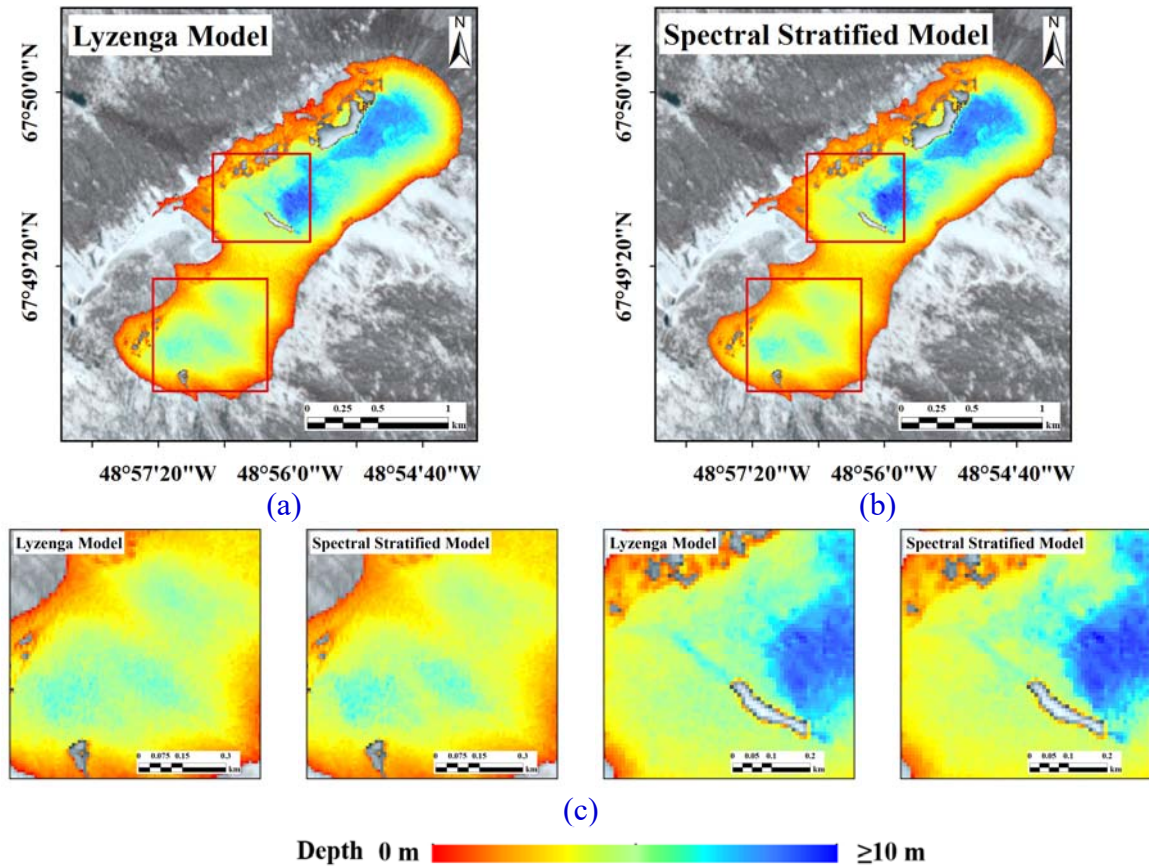 Lyzenga Model
N
67°50'0"N
67°49'20"N
0 0.25 0.5 1
km
48°57'20"W 48°56'0"W 48°54'40"W
(a)
Spectral Stratified Model
N
67°50'0"N
67°49'20"N
0 0.25 0.5 1
km
48°57'20"W 48°56'0"W 48°54'40"W
(b)
Lyzenga Model
0 0.075 0.15 0.3
km
Spectral Stratified Model
0 0.075 0.15 0.3
km
Lyzenga Model
0 0.05 0.1 0.2
km
Spectral Stratified Model
0 0.05 0.1 0.2
km
(c)
Depth 0 m ≥10 m